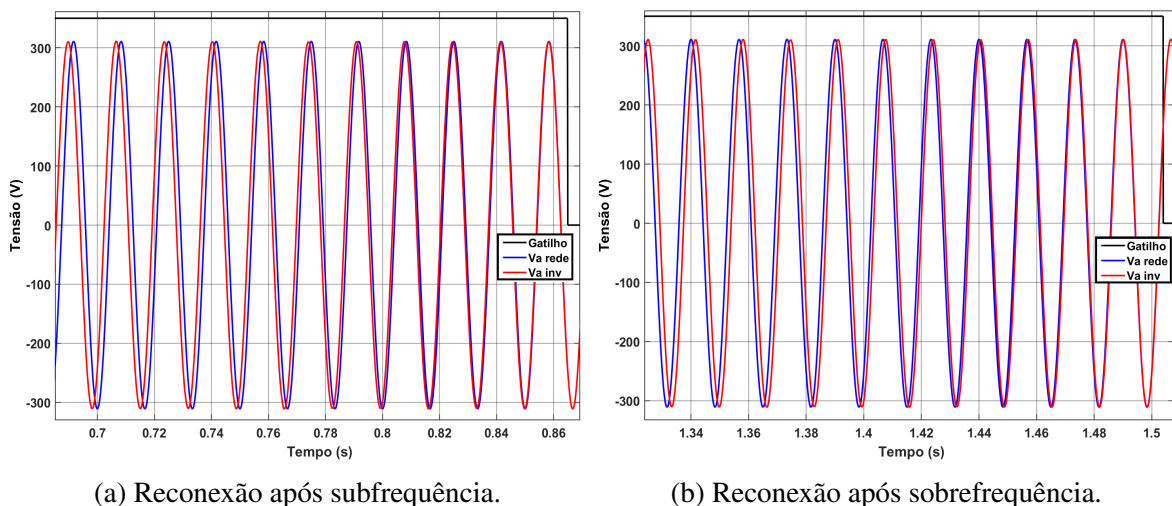 300
200
100
0
-100
-200
-300
Tensão (V)
0.7 0.72 0.74 0.76 0.78 0.8 0.82 0.84 0.86
Tempo (s)
Gatilho
Va rede
Va inv
(a) Reconexão após subfrequência.
300
200
100
0
-100
-200
-300
Tensão (V)
1.34 1.36 1.38 1.4 1.42 1.44 1.46 1.48 1.5
Tempo (s)
Gatilho
Va rede
Va inv
(b) Reconexão após sobrefrequência.